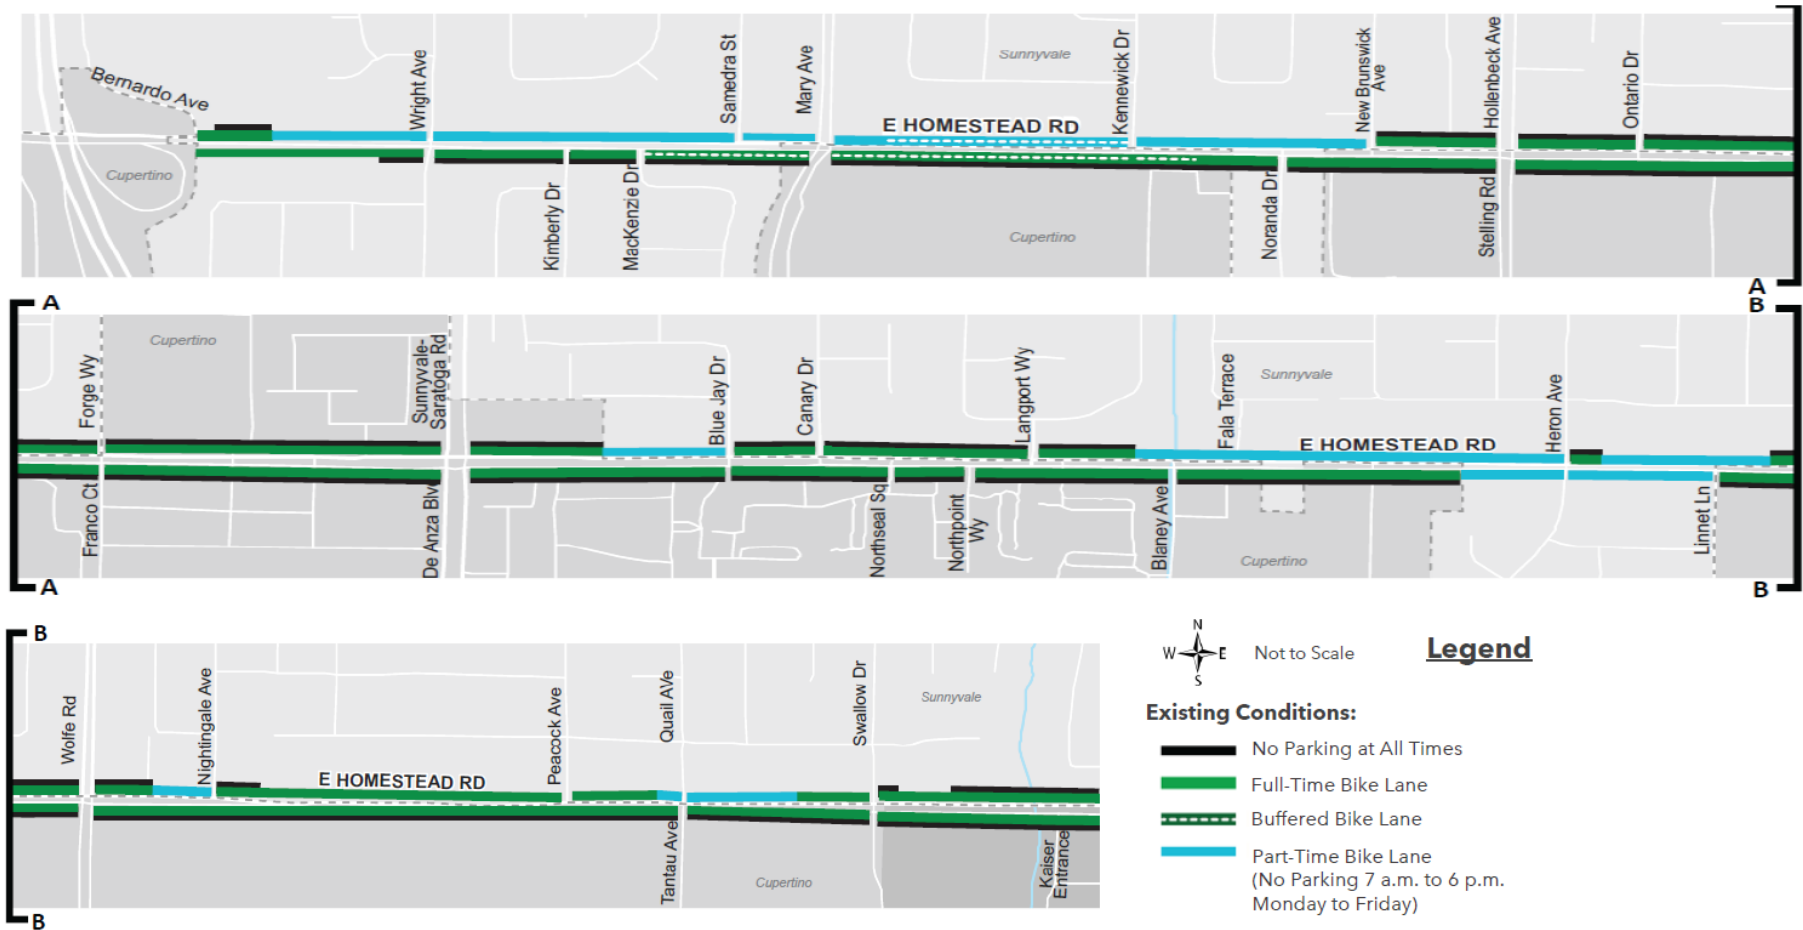 Bernardo Ave
Wright Ave
Samedra St
Mary Ave
Sunnyvale
Kennewick Dr
New Brunswick
Ave
Hollenbeck Ave
Ontario Dr
E HOMESTEAD RD
Cupertino
Kimberly Dr
MacKenzie Dr
Cupertino
Noranda Dr
Stelling Rd
A
A
B
Forge Wy
Cupertino
Sunnyvale-
Saratoga Rd
Blue Jay Dr
Canary Dr
Langport Wy
Fala Terrace
Sunnyvale
Heron Ave
E HOMESTEAD RD
Franco Ct
De Anza Blvd
Northseal Sq
Northpoint
Wy
Blaney Ave
Cupertino
Linnet Ln
A
B
B
Wolfe Rd
Nightingale Ave
E HOMESTEAD RD
Peacock Ave
Quail AVe
Swallow Dr
Sunnyvale
Tantau Ave
Cupertino
Kaiser
Entrance
B
N
W E
S
Not to Scale
Legend
Existing Conditions:
No Parking at All Times
Full-Time Bike Lane
Buffered Bike Lane
Part-Time Bike Lane
(No Parking 7 a.m. to 6 p.m.
Monday to Friday)